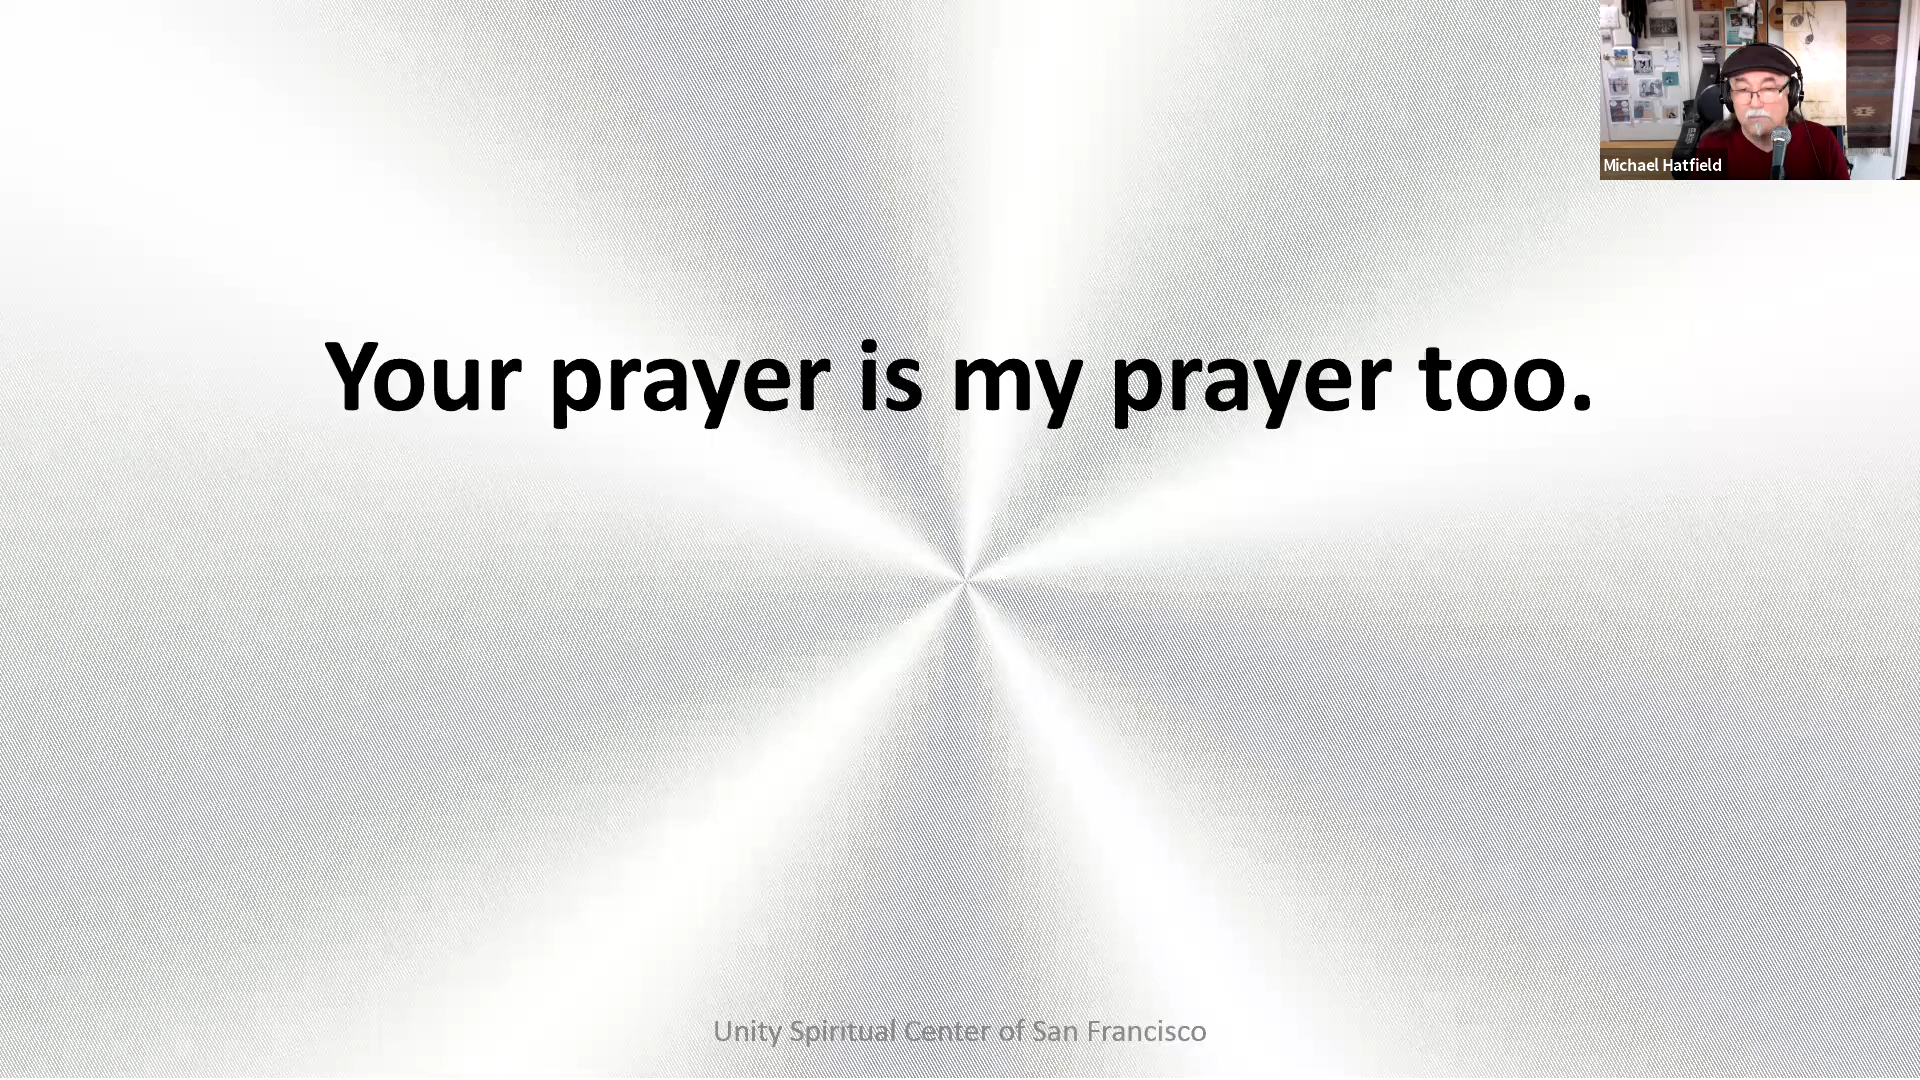 Michael Hatfield
Your prayer is my prayer too.
Unity Spiritual Center of San Francisco